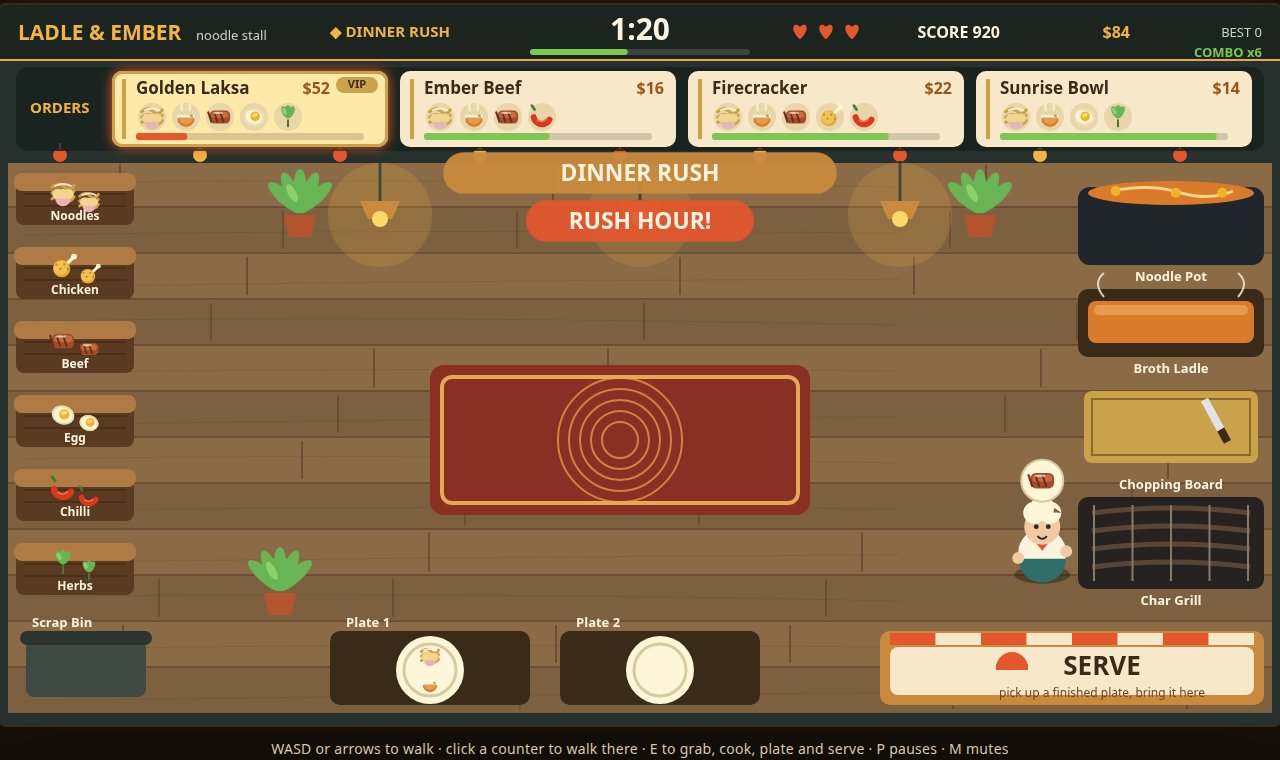 LADLE & EMBER noodle stall
◆ DINNER RUSH
1:20
SCORE 920
$84
BEST 0
COMBO x6
ORDERS
Golden Laksa $52 VIP
Ember Beef $16
Firecracker $22
Sunrise Bowl $14
DINNER RUSH
RUSH HOUR!
Noodles
Chicken
Beef
Egg
Chilli
Herbs
Scrap Bin
Noodle Pot
Broth Ladle
Chopping Board
Char Grill
Plate 1
Plate 2
SERVE
pick up a finished plate, bring it here
WASD or arrows to walk · click a counter to walk there · E to grab, cook, plate and serve · P pauses · M mutes